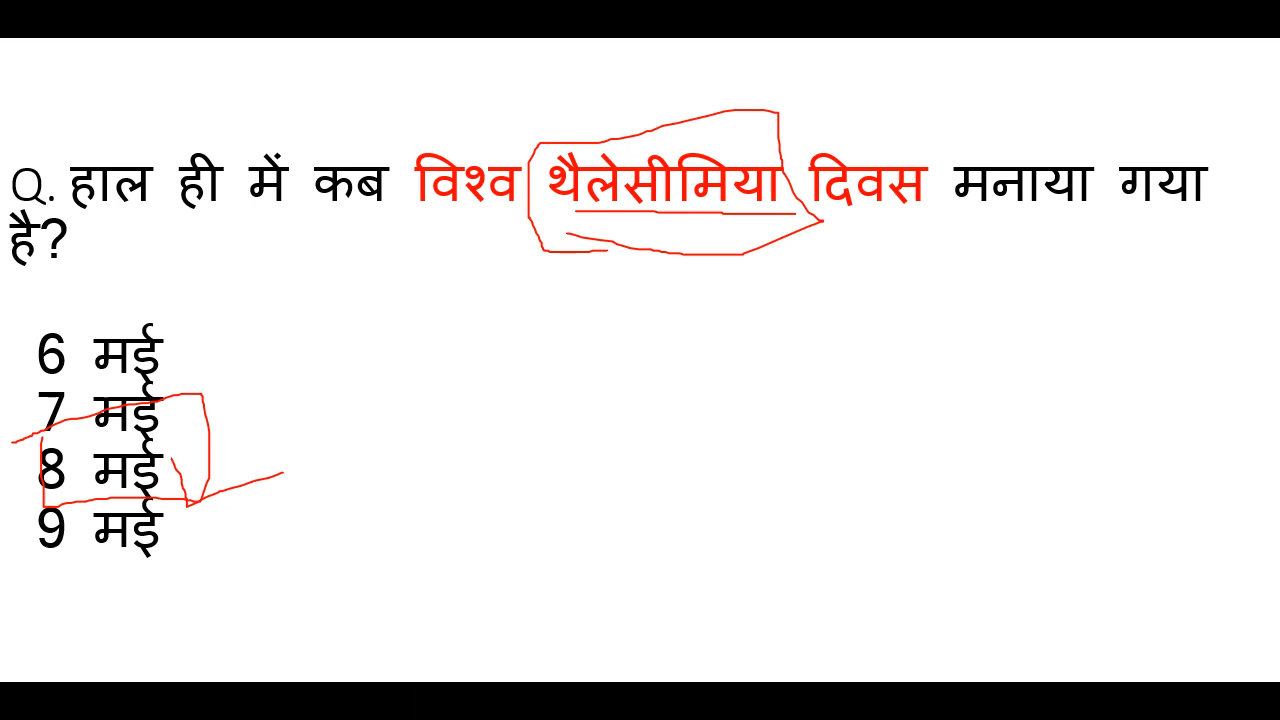 Q. हाल ही में कब विश्व थैलेसीमिया दिवस मनाया गया
है?
6 मई
7 मई
8 मई
9 मई